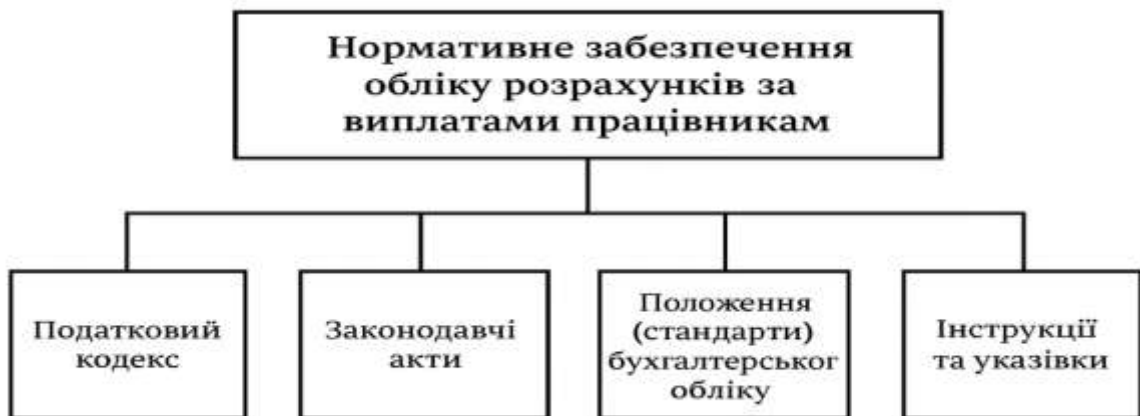 Нормативне забезпечення
обліку розрахунків за
виплатами працівникам
Податковий
кодекс
Законодавчі
акти
Положення
(стандарти)
бухгалтерськог
обліку
Інструкції
та указівки